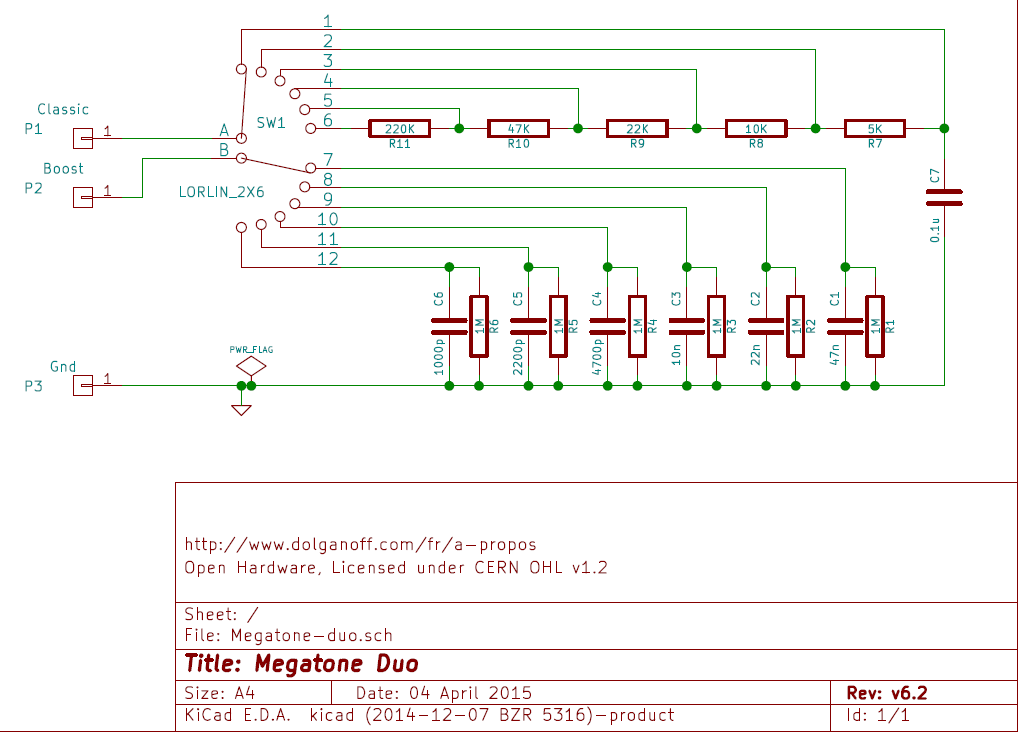 1
2
3
4
5
6
Classic
P1
1
A
SW1
B
220K
R11
47K
R10
22K
R9
10K
R8
5K
R7
Boost
P2
1
LORLIN_2X6
7
8
9
10
11
12
C7
0.1u
C6
1000p
1M
R6
C5
2200p
1M
R5
C4
4700p
1M
R4
C3
10n
1M
R3
C2
22n
1M
R2
C1
47n
1M
R1
PWR_FLAG
Gnd
P3
1
http://www.dolganoff.com/fr/a-propos
Open Hardware, Licensed under CERN OHL v1.2
Sheet: /
File: Megatone-duo.sch
Title: Megatone Duo
Size: A4
Date: 04 April 2015
Rev: v6.2
KiCad E.D.A. kicad (2014-12-07 BZR 5316)-product
Id: 1/1